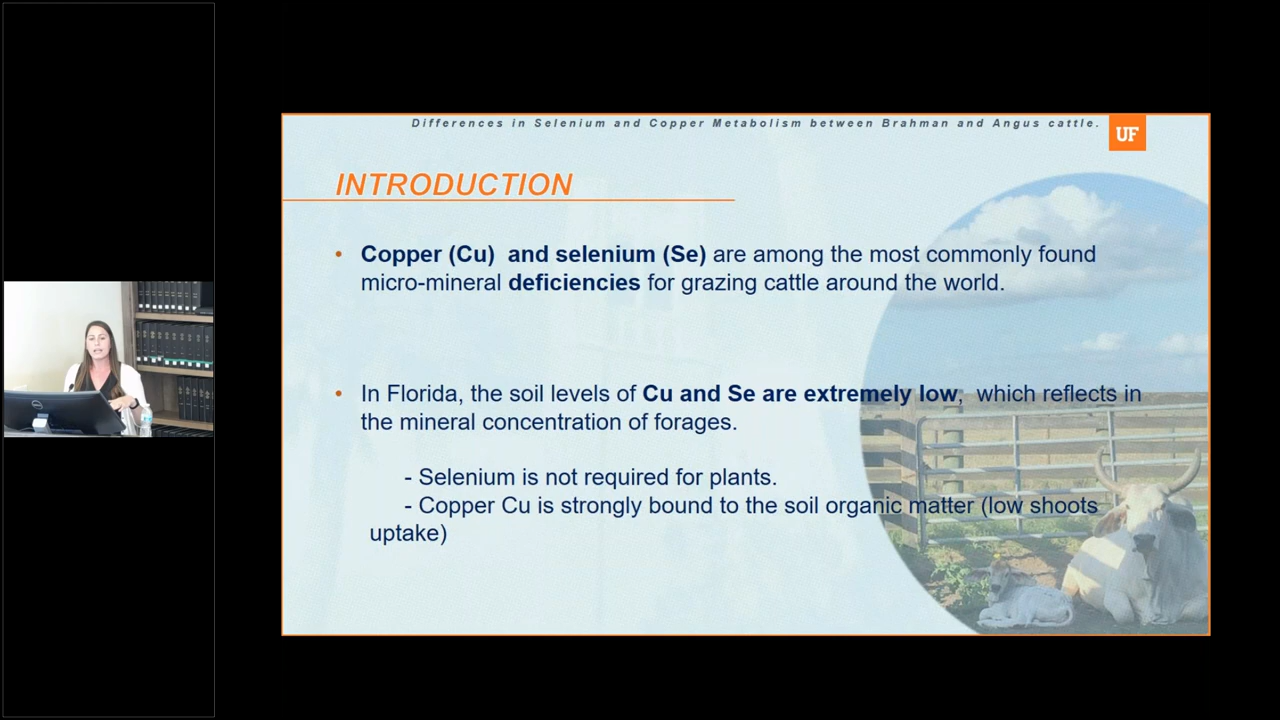 Differences in Selenium and Copper Metabolism between Brahman and Angus cattle.
UF
INTRODUCTION
• Copper (Cu) and selenium (Se) are among the most commonly found
micro-mineral deficiencies for grazing cattle around the world.
• In Florida, the soil levels of Cu and Se are extremely low, which reflects in
the mineral concentration of forages.
- Selenium is not required for plants.
- Copper Cu is strongly bound to the soil organic matter (low shoots
uptake)